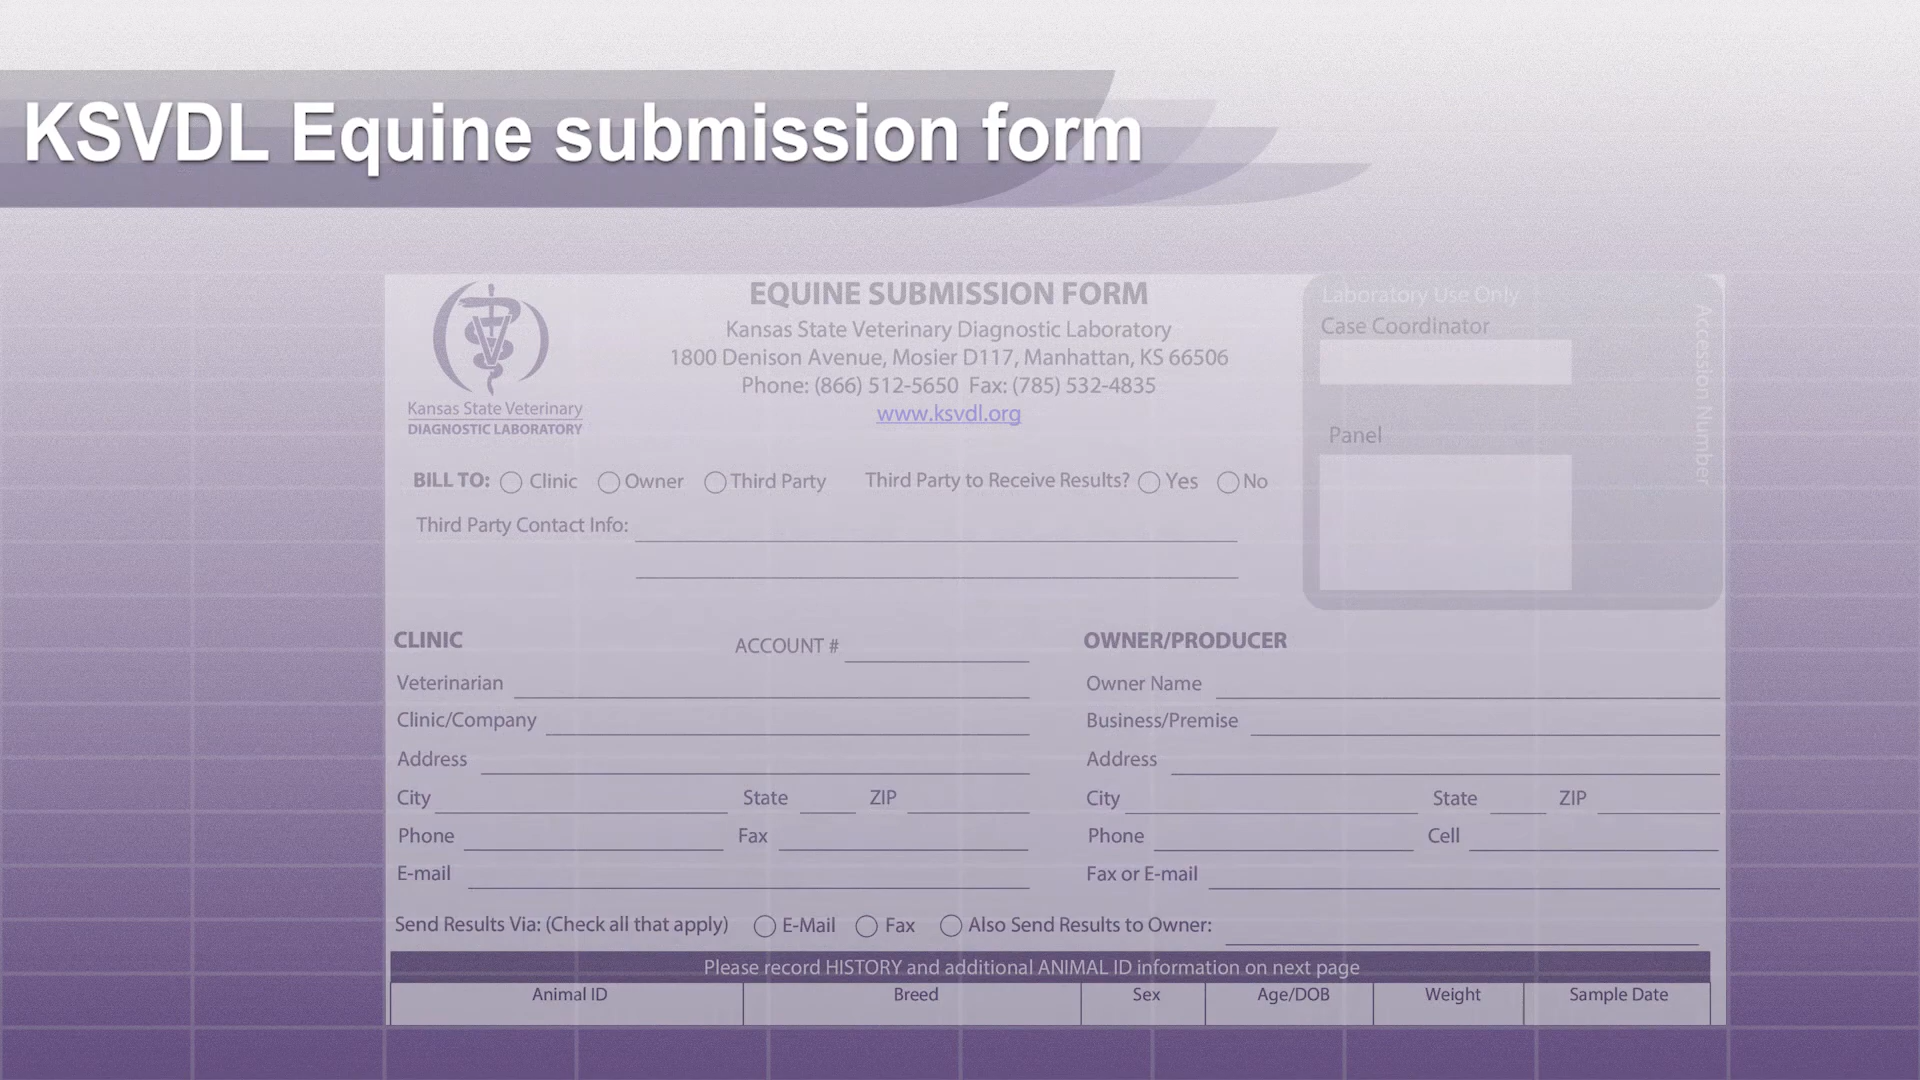 KSVDL Equine submission form
Kansas State Veterinary
DIAGNOSTIC LABORATORY
EQUINE SUBMISSION FORM
Kansas State Veterinary Diagnostic Laboratory
1800 Denison Avenue, Mosier D117, Manhattan, KS 66506
Phone: (866) 512-5650 Fax: (785) 532-4835
www.ksvdl.org
Laboratory Use Only
Case Coordinator
Panel
Accession Number
BILL TO: Clinic Owner Third Party Third Party to Receive Results? Yes No
Third Party Contact Info:
CLINIC ACCOUNT #
Veterinarian
Clinic/Company
Address
City State ZIP
Phone Fax
E-mail
OWNER/PRODUCER
Owner Name
Business/Premise
Address
City State ZIP
Phone Cell
Fax or E-mail
Send Results Via: (Check all that apply) E-Mail Fax Also Send Results to Owner:
Please record HISTORY and additional ANIMAL ID information on next page
Animal ID Breed Sex Age/DOB Weight Sample Date